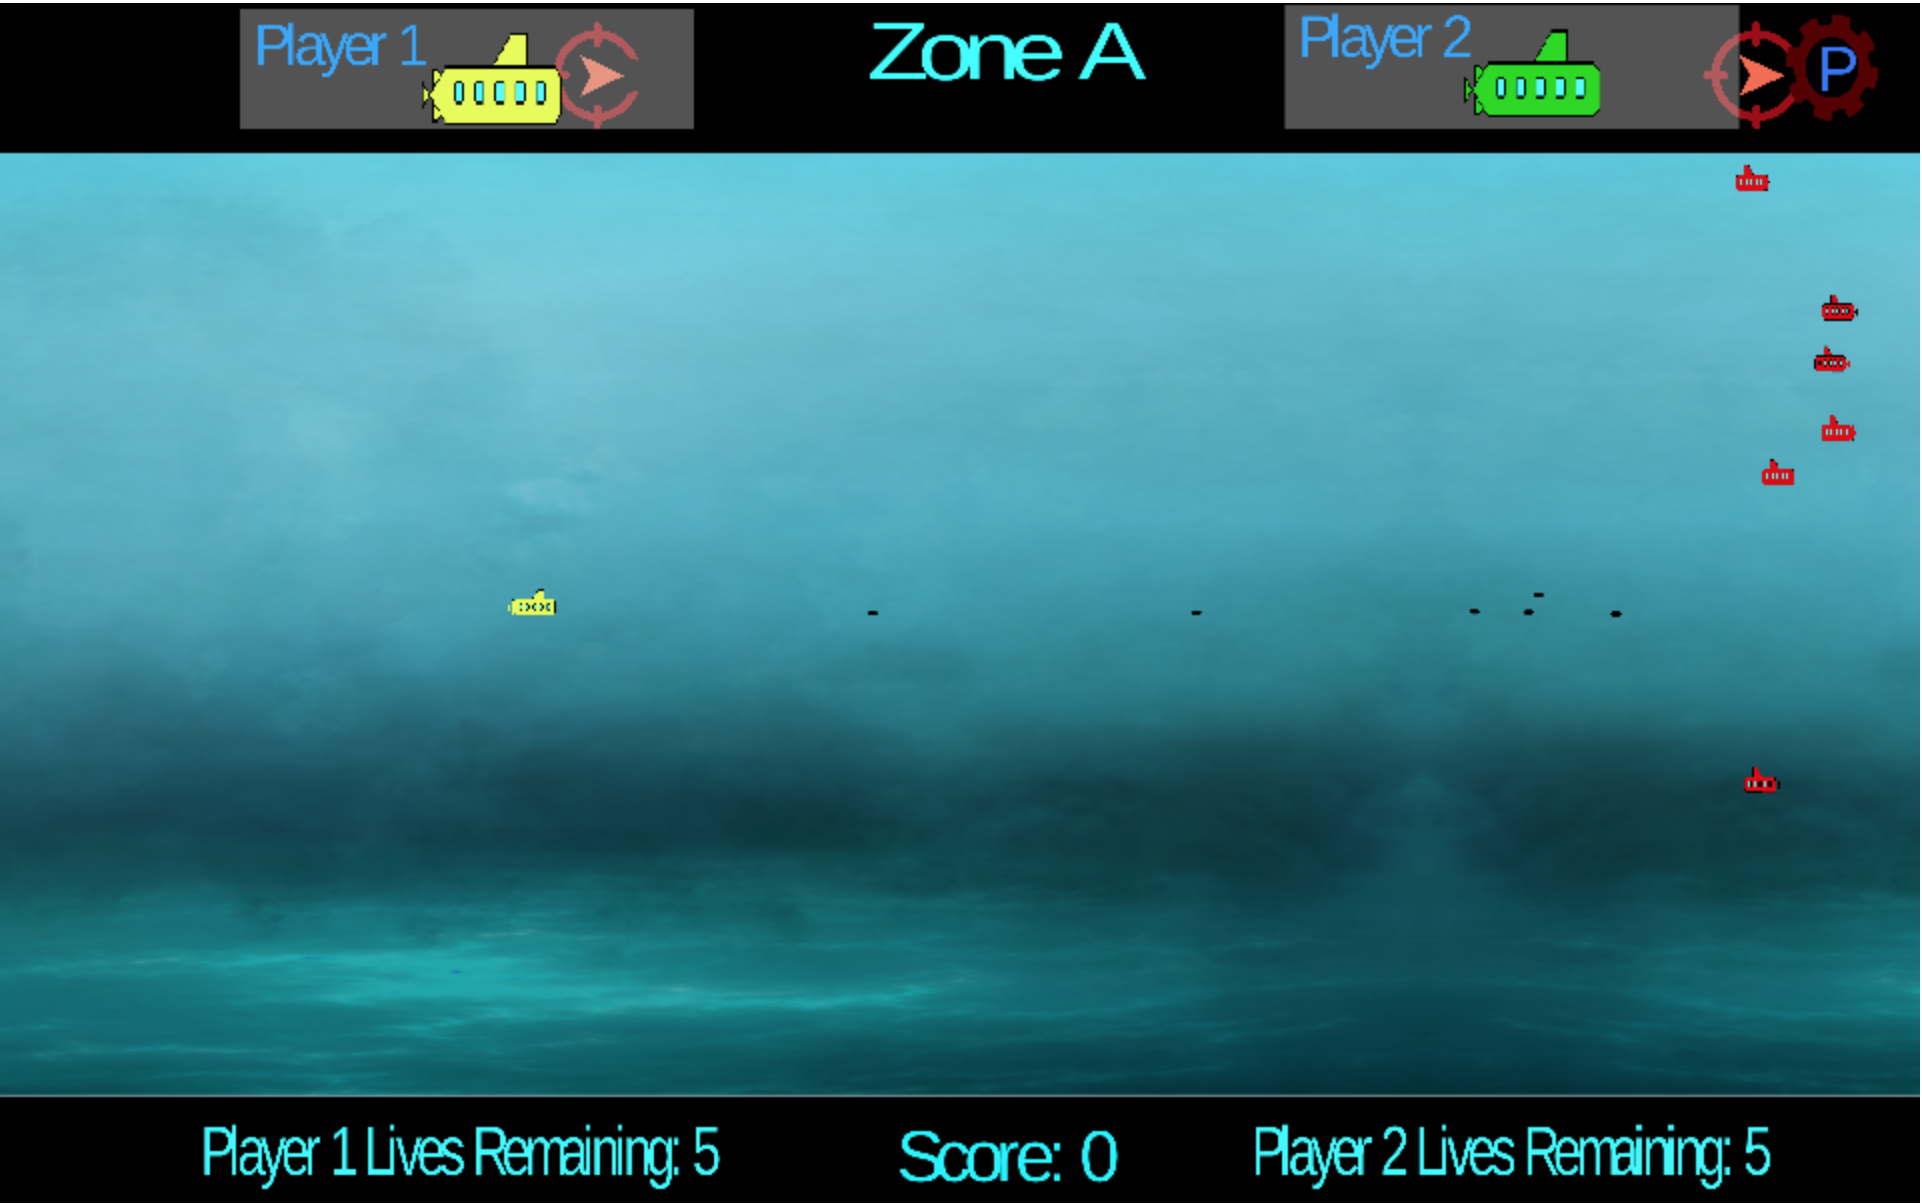 Player 1
Zone A
Player 2
P
Player 1 Lives Remaining: 5
Score: 0
Player 2 Lives Remaining: 5